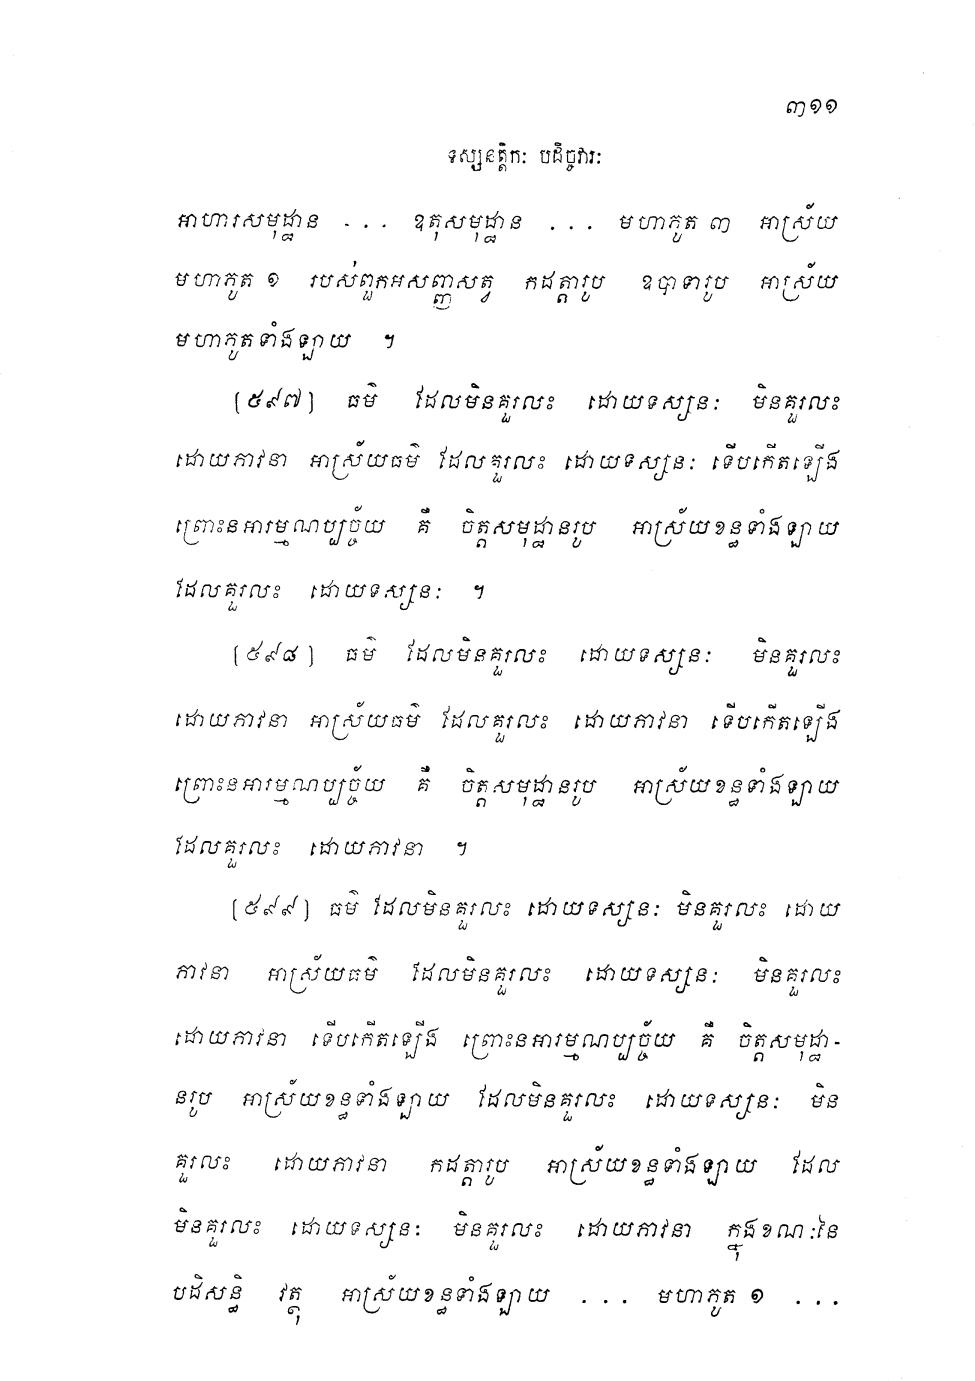 ៣១១
ទស្សនត្តិកៈ បដិច្ចវារៈ
អាហារសមុដ្ឋាន ... ឧតុសមុដ្ឋាន ... មហាភូត ៣ អាស្រ័យ
មហាភូត ១ របស់ពួកអសញ្ញសត្វ កដត្តារូប ឧបាទារូប អាស្រ័យ
មហាភូតទាំងឡាយ ។
[៥៩៧] ធម៌ ដែលមិនគួរលះ ដោយទស្សនៈ មិនគួរលះ
ដោយភាវនា អាស្រ័យធម៌ ដែលគួរលះ ដោយទស្សនៈ ទើបកើតឡើង
ព្រោះនអារម្មណប្បច្ច័យ គឺ ចិត្តសមុដ្ឋានរូប អាស្រ័យខន្ធទាំងឡាយ
ដែលគួរលះ ដោយទស្សនៈ ។
[៥៩៨] ធម៌ ដែលមិនគួរលះ ដោយទស្សនៈ មិនគួរលះ
ដោយភាវនា អាស្រ័យធម៌ ដែលគួរលះ ដោយភាវនា ទើបកើតឡើង
ព្រោះនអារម្មណប្បច្ច័យ គឺ ចិត្តសមុដ្ឋានរូប អាស្រ័យខន្ធទាំងឡាយ
ដែលគួរលះ ដោយភាវនា ។
[៥៩៩] ធម៌ ដែលមិនគួរលះ ដោយទស្សនៈ មិនគួរលះ ដោយ
ភាវនា អាស្រ័យធម៌ ដែលមិនគួរលះ ដោយទស្សនៈ មិនគួរលះ
ដោយភាវនា ទើបកើតឡើង ព្រោះនអារម្មណប្បច្ច័យ គឺ ចិត្តសមុដ្ឋា-
នរូប អាស្រ័យខន្ធទាំងឡាយ ដែលមិនគួរលះ ដោយទស្សនៈ មិន
គួរលះ ដោយភាវនា កដត្តារូប អាស្រ័យខន្ធទាំងឡាយ ដែល
មិនគួរលះ ដោយទស្សនៈ មិនគួរលះ ដោយភាវនា ក្នុងខណៈនៃ
បដិសន្ធិ វត្ថុ អាស្រ័យខន្ធទាំងឡាយ ... មហាភូត ១ ...